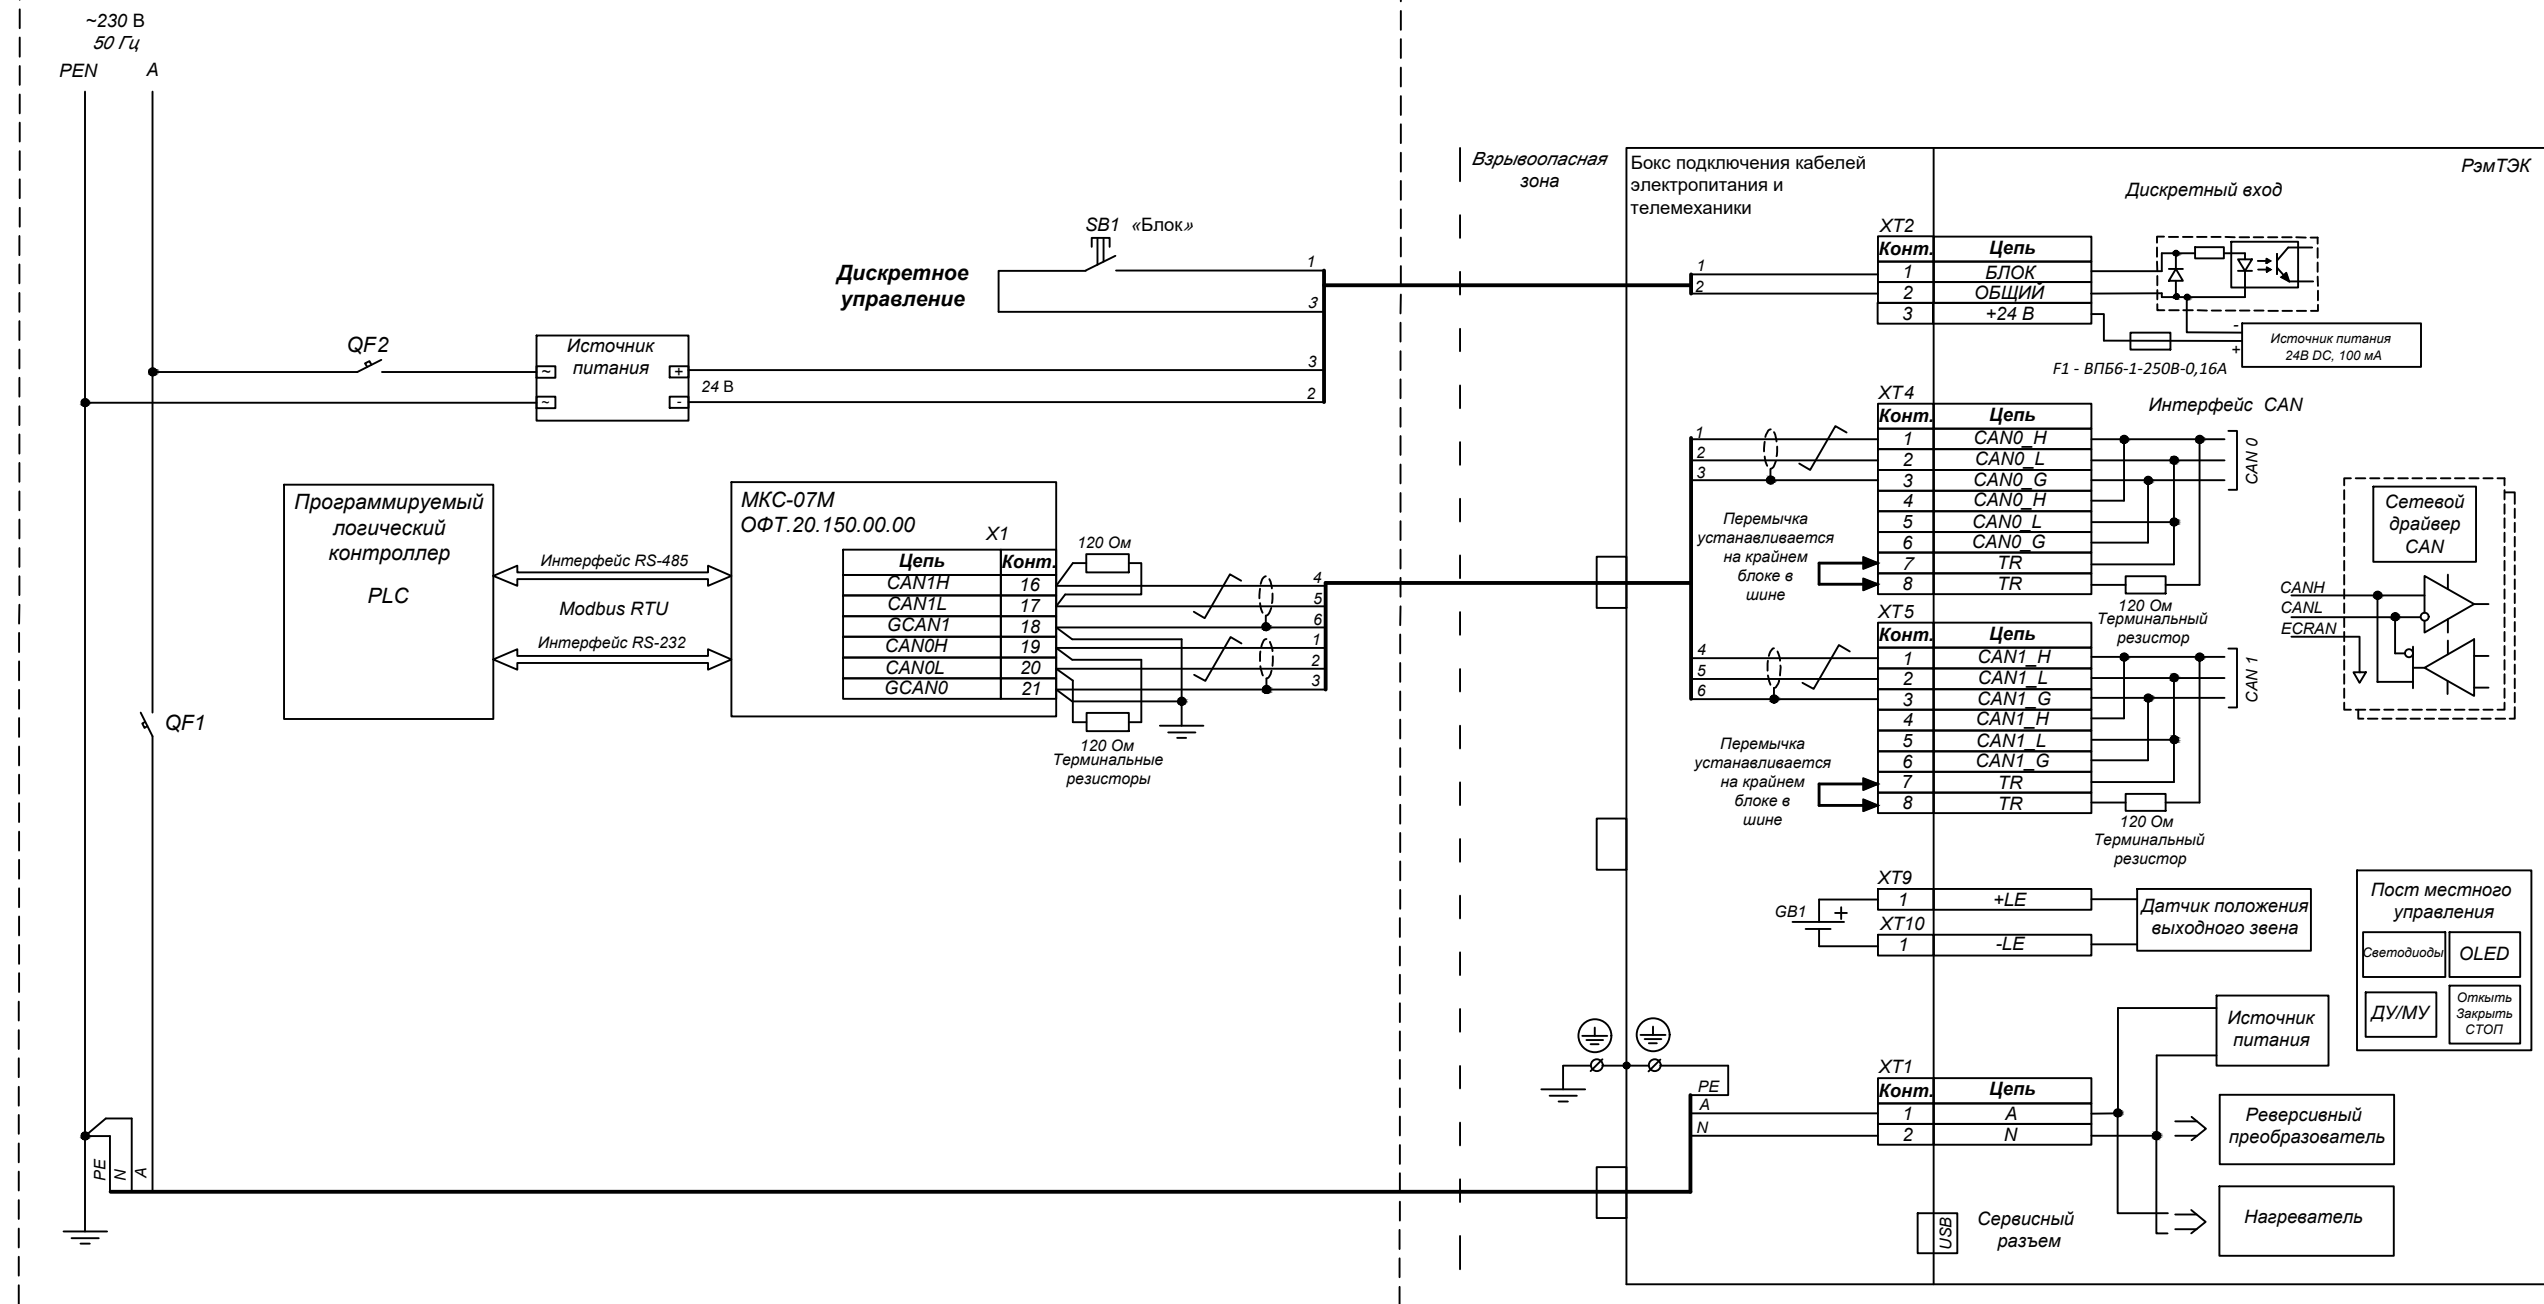 ~230 В
50 Гц
PEN
A
QF2
Источник
питания
~
~
+
-
24 В
3
2
Дискретное
управление
SB1 «Блок»
1
3
Программируемый
логический
контроллер
PLC
Интерфейс RS-485
Modbus RTU
Интерфейс RS-232
МКС-07М
ОФТ.20.150.00.00
X1
Цепь Конт.
CAN1H 16
CAN1L 17
GCAN1 18
CAN0H 19
CAN0L 20
GCAN0 21
120 Ом
4
5
6
1
2
3
120 Ом
Терминальные
резисторы
QF1
PE
N
A
Взрывоопасная
зона
Бокс подключения кабелей
электропитания и
телемеханики
РэмТЭК
Дискретный вход
1
2
XT2
Конт. Цепь
1 БЛОК
2 ОБЩИЙ
3 +24 В
-
+
Источник питания
24В DC, 100 мА
F1 - ВПБ6-1-250В-0,16А
XT4
Интерфейс CAN
1
2
3
Конт. Цепь
1 CAN0_H
2 CAN0_L
3 CAN0_G
4 CAN0_H
5 CAN0_L
6 CAN0_G
7 TR
8 TR
CAN 0
Перемычка
устанавливается
на крайнем
блоке в
шине
120 Ом
Терминальный
резистор
Сетевой
драйвер
CAN
CANH
CANL
ECRAN
XT5
4
5
6
Конт. Цепь
1 CAN1_H
2 CAN1_L
3 CAN1_G
4 CAN1_H
5 CAN1_L
6 CAN1_G
7 TR
8 TR
CAN 1
Перемычка
устанавливается
на крайнем
блоке в
шине
120 Ом
Терминальный
резистор
XT9
1 +LE
GB1
+
XT10
1 -LE
Датчик положения
выходного звена
Пост местного
управления
Светодиоды
OLED
ДУ/МУ
Откыть
Закрыть
СТОП
PE
A
N
XT1
Конт. Цепь
1 A
2 N
Источник
питания
Реверсивный
преобразователь
Нагреватель
USB
Сервисный
разъем